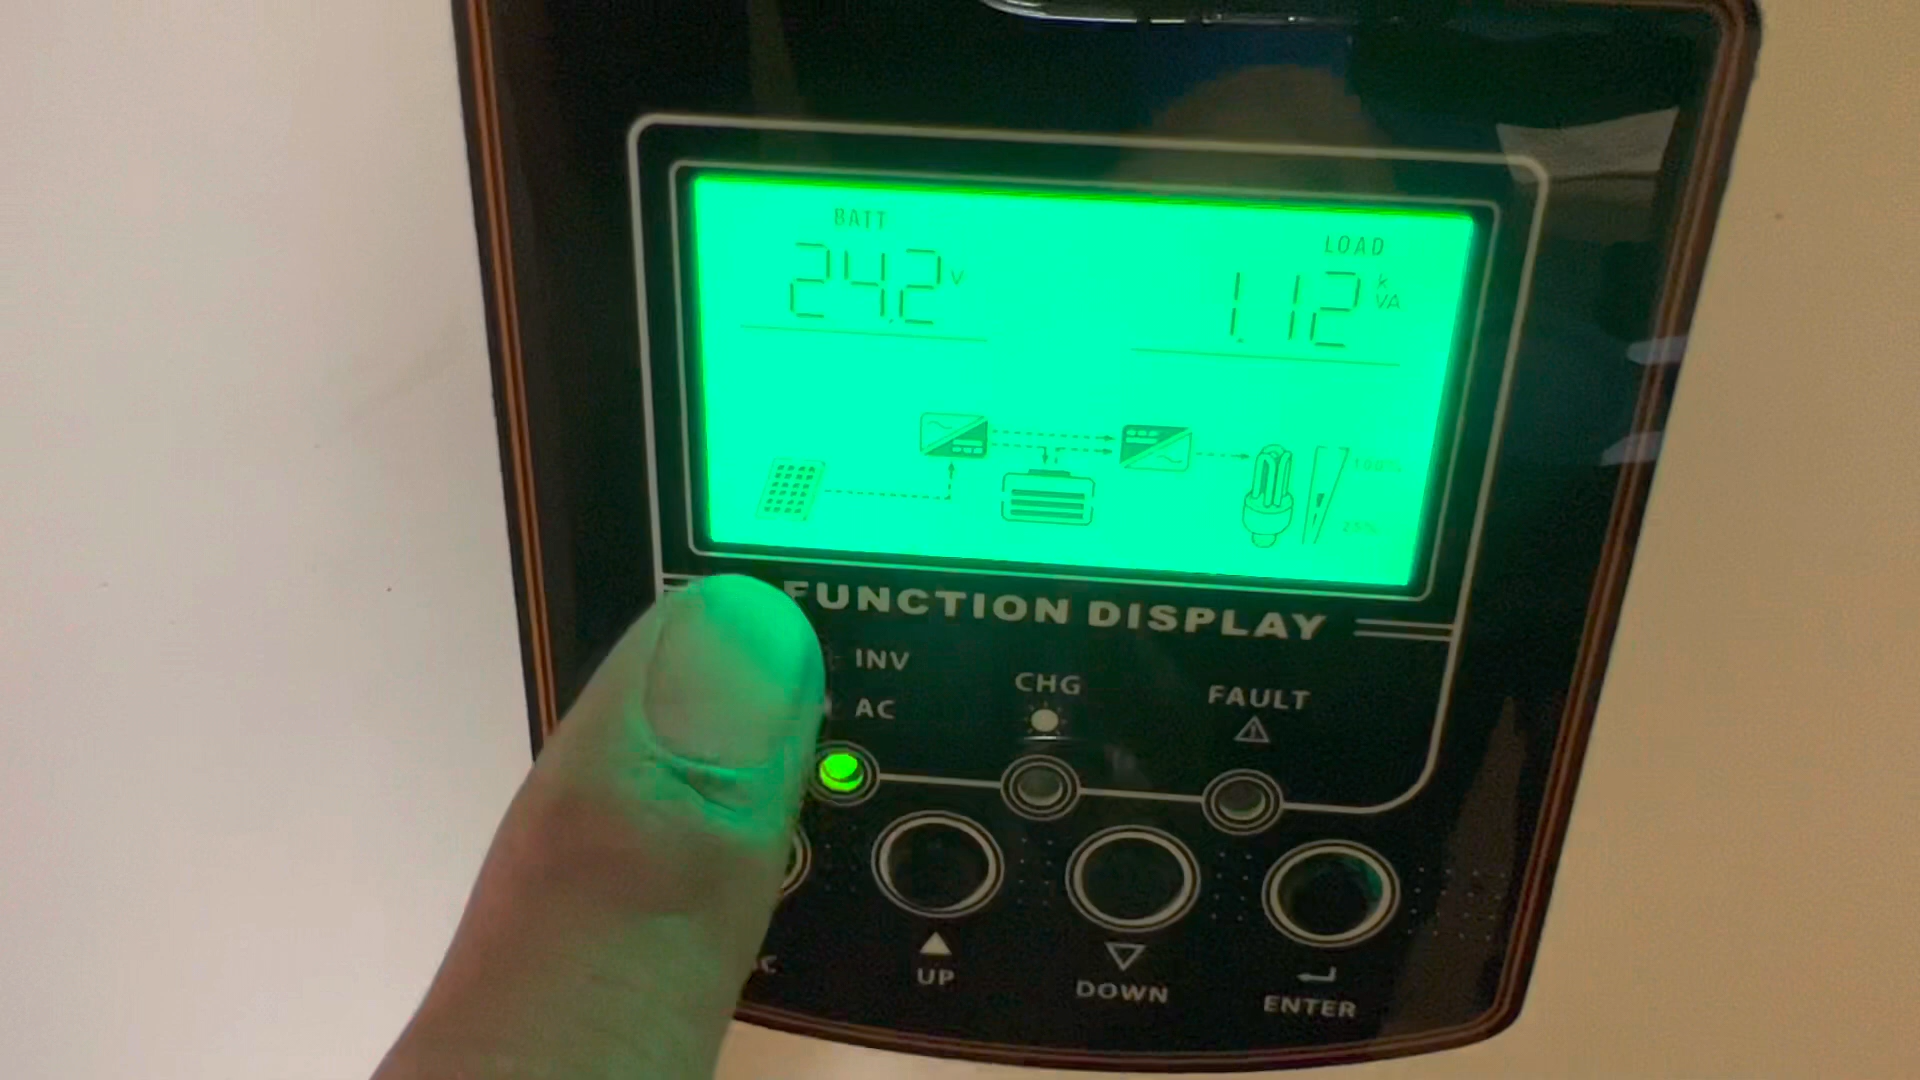 BATT
24.2 V
LOAD
1.12 kVA
100%
25%
FUNCTION DISPLAY
INV
AC
CHG
FAULT
UP
DOWN
ENTER